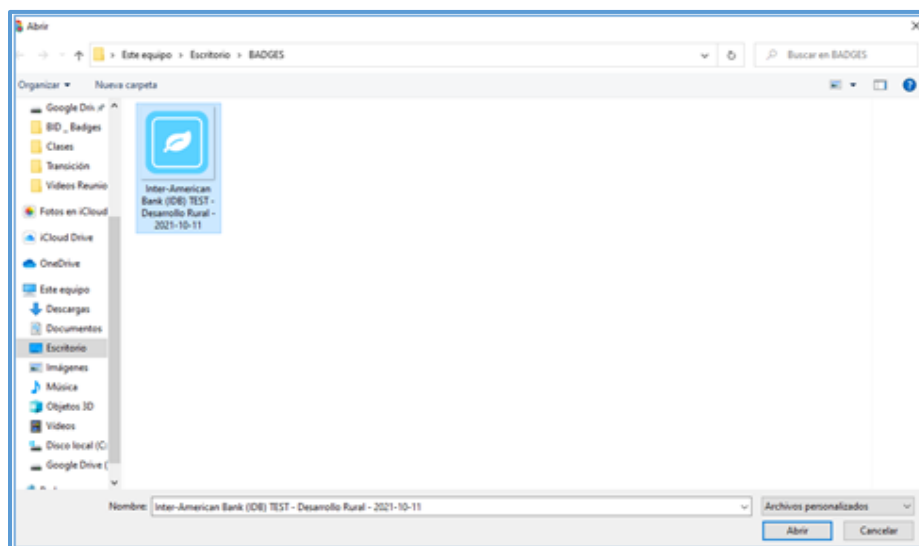 Abrir
Este equipo > Escritorio > BADGES
Buscar en BADGES
Organizar
Nueva carpeta
Google Driv
BID _ Badges
Clases
Transición
Videos Reunio
Fotos en iCloud
iCloud Drive
OneDrive
Este equipo
Descargas
Documentos
Escritorio
Imágenes
Música
Objetos 3D
Videos
Disco local (C:
Google Drive (
Inter-American
Bank (IDB) TEST -
Desarrollo Rural -
2021-10-11
Nombre: Inter-American Bank (IDB) TEST - Desarrollo Rural - 2021-10-11
Archivos personalizados
Abrir
Cancelar